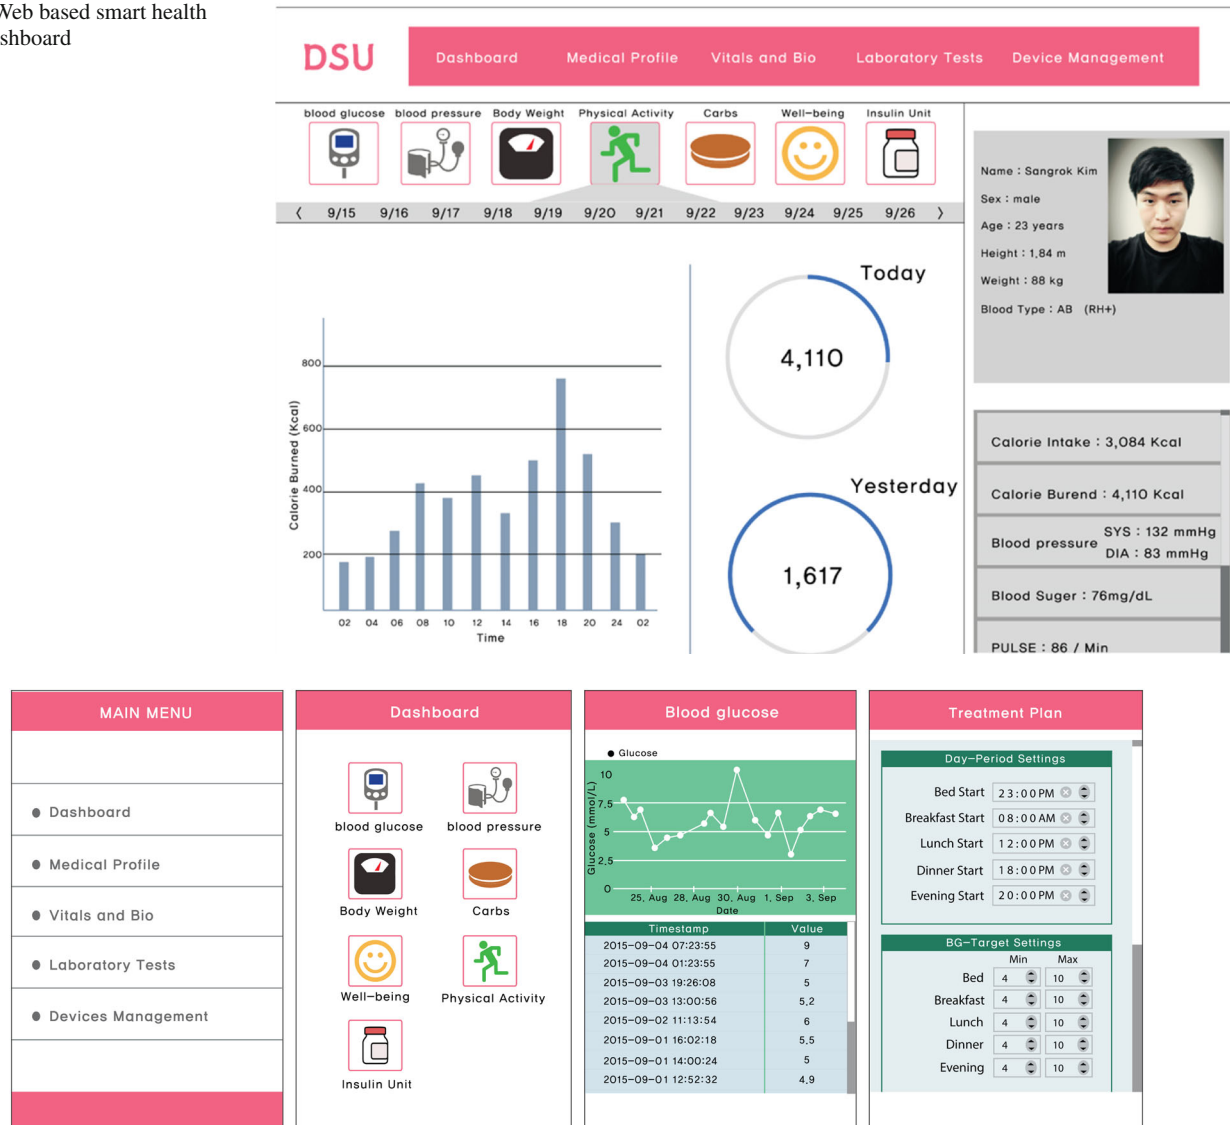 Web based smart health
shboard
DSU
Dashboard Medical Profile Vitals and Bio Laboratory Tests Device Management
blood glucose blood pressure Body Weight Physical Activity Carbs Well-being Insulin Unit
〈 9/15 9/16 9/17 9/18 9/19 9/20 9/21 9/22 9/23 9/24 9/25 9/26 〉
Name : Sangrok Kim
Sex : male
Age : 23 years
Height : 1.84 m
Weight : 88 kg
Blood Type : AB (RH+)
Calorie Burned (Kcal)
800
600
400
200
02 04 06 08 10 12 14 16 18 20 24 02
Time
Today
4,110
Yesterday
1,617
Calorie Intake : 3,084 Kcal
Calorie Burend : 4,110 Kcal
Blood pressure SYS : 132 mmHg
DIA : 83 mmHg
Blood Suger : 76mg/dL
PULSE : 86 / Min
MAIN MENU
Dashboard
Medical Profile
Vitals and Bio
Laboratory Tests
Devices Management
Dashboard
blood glucose blood pressure
Body Weight Carbs
Well-being Physical Activity
Insulin Unit
Blood glucose
Glucose
Glucose (mmol/L)
10
7.5
5
2.5
0
25, Aug 28, Aug 30, Aug 1, Sep 3, Sep
Date
Timestamp Value
2015-09-04 07:23:55 9
2015-09-04 01:23:55 7
2015-09-03 19:26:08 5
2015-09-03 13:00:56 5.2
2015-09-02 11:13:54 6
2015-09-01 16:02:18 5.5
2015-09-01 14:00:24 5
2015-09-01 12:52:32 4.9
Treatment Plan
Day-Period Settings
Bed Start 23:00PM
Breakfast Start 08:00AM
Lunch Start 12:00PM
Dinner Start 18:00PM
Evening Start 20:00PM
BG-Target Settings
Min Max
Bed 4 10
Breakfast 4 10
Lunch 4 10
Dinner 4 10
Evening 4 10